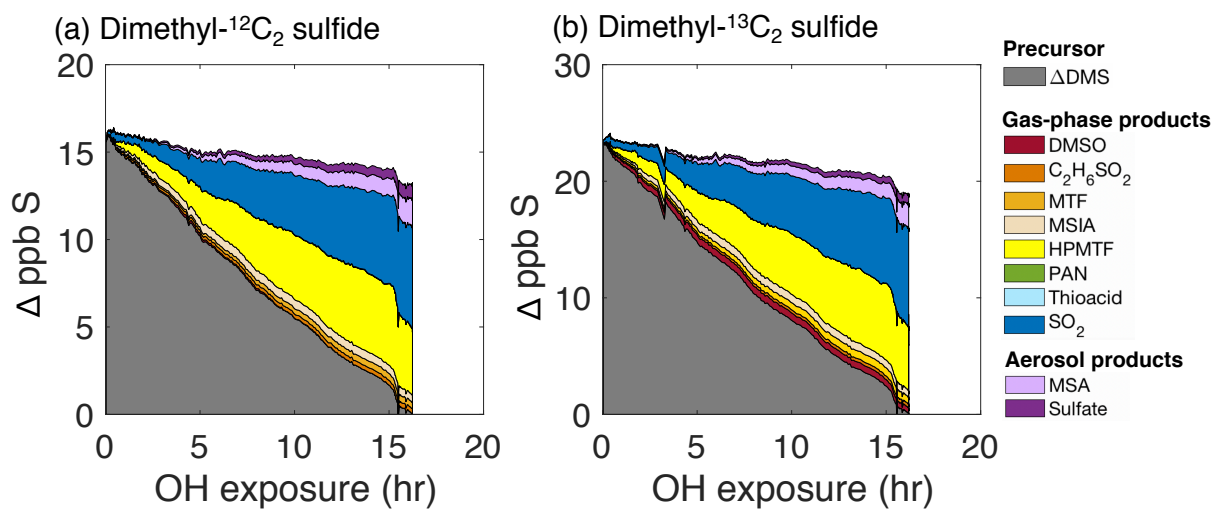 (a) Dimethyl-¹²C₂ sulfide
20
15
10
5
0
Δ ppb S
0 5 10 15 20
OH exposure (hr)
(b) Dimethyl-¹³C₂ sulfide
30
20
10
0
Δ ppb S
0 5 10 15 20
OH exposure (hr)
Precursor
ΔDMS
Gas-phase products
DMSO
C₂H₆SO₂
MTF
MSIA
HPMTF
PAN
Thioacid
SO₂
Aerosol products
MSA
Sulfate